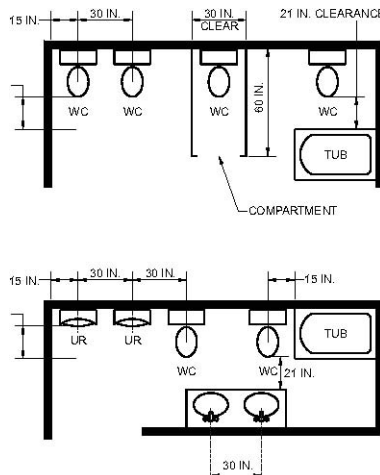 15 IN.
30 IN.
30 IN.
CLEAR
21 IN. CLEARANCE
WC
WC
WC
WC
60 IN.
TUB
COMPARTMENT
15 IN.
30 IN.
30 IN.
15 IN.
UR
UR
WC
WC
TUB
21 IN.
30 IN.